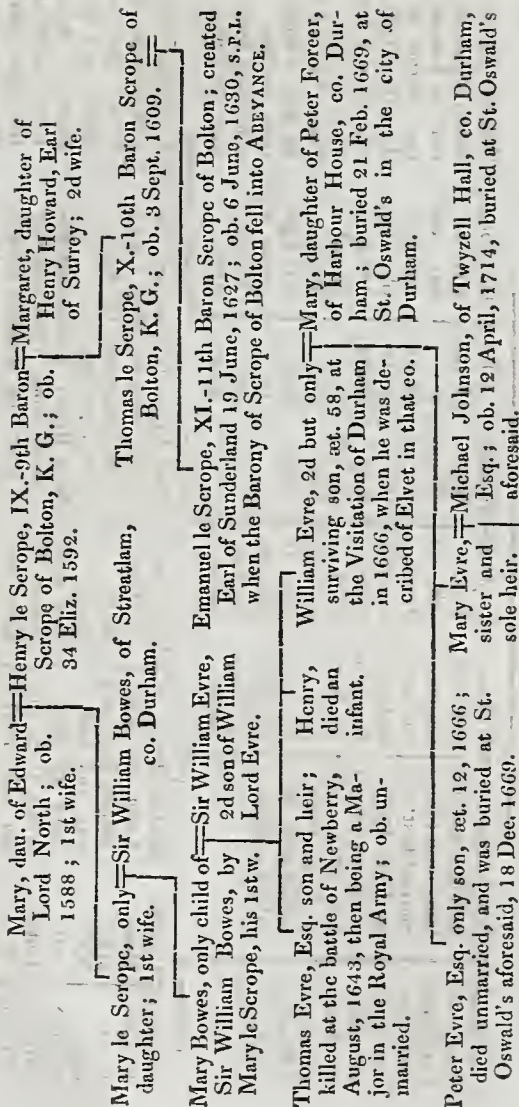 Mary, dau. of Edward
Lord North; ob.
1588; 1st wife.
Henry le Scrope, IX.-9th Baron
Scrope of Bolton, K. G.; ob.
34 Eliz. 1592.
Margaret, daughter of
Henry Howard, Earl
of Surrey; 2d wife.
Mary le Scrope, only
daughter; 1st wife.
Sir William Bowes, of Streatlam,
co. Durham.
Thomas le Scrope, X.-10th Baron Scrope of
Bolton, K. G.; ob. 3 Sept. 1609.
Mary Bowes, only child of
Sir William Bowes, by
Mary le Scrope, his 1st w.
Sir William Evre,
2d son of William
Lord Evre.
Emanuel le Scrope, XI.-11th Baron Scrope of Bolton; created
Earl of Sunderland 19 June, 1627; ob. 6 June, 1630, S.P.L.
when the Barony of Scrope of Bolton fell into ABEYANCE.
Thomas Evre, Esq. son and heir;
killed at the battle of Newberry,
August, 1643, then being a Ma-
jor in the Royal Army; ob. un-
married.
Henry,
died an
infant.
William Evre, 2d but only
surviving son, æt. 58, at
the Visitation of Durham
in 1666, when he was de-
cribed of Elvet in that co.
Mary, daughter of Peter Forcer,
of Harbour House, co. Dur-
ham; buried 21 Feb. 1669, at
St. Oswald's in the city of
Durham.
Peter Evre, Esq. only son, æt. 12, 1666;
died unmarried, and was buried at St.
Oswald's aforesaid, 18 Dec. 1669.
Mary Evre,
sister and
sole heir.
Michael Johnson, of Twyzell Hall, co. Durham,
Esq.; ob. 12 April, 1714, buried at St. Oswald's
aforesaid.